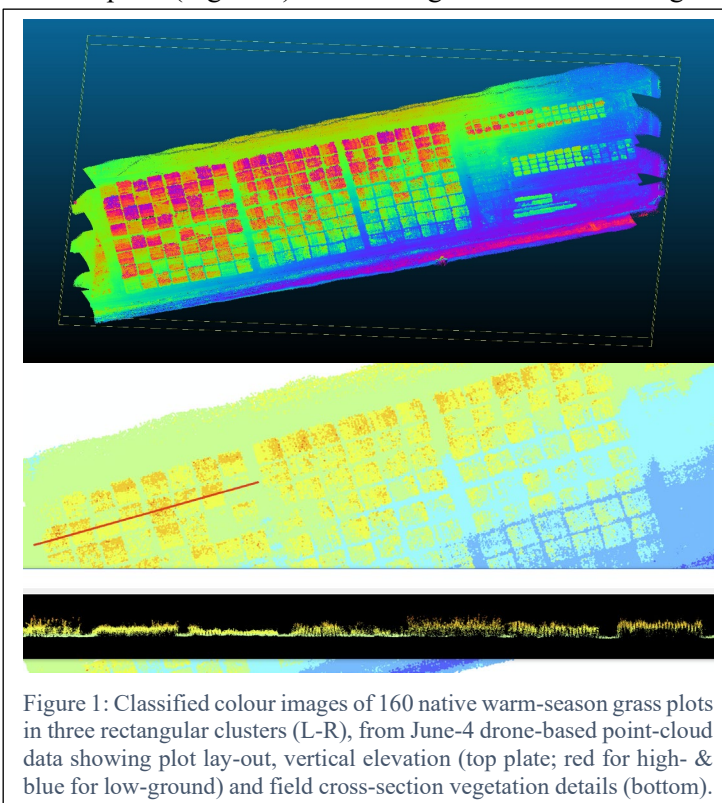 Figure 1: Classified colour images of 160 native warm-season grass plots
in three rectangular clusters (L-R), from June-4 drone-based point-cloud
data showing plot lay-out, vertical elevation (top plate; red for high- &
blue for low-ground) and field cross-section vegetation details (bottom).